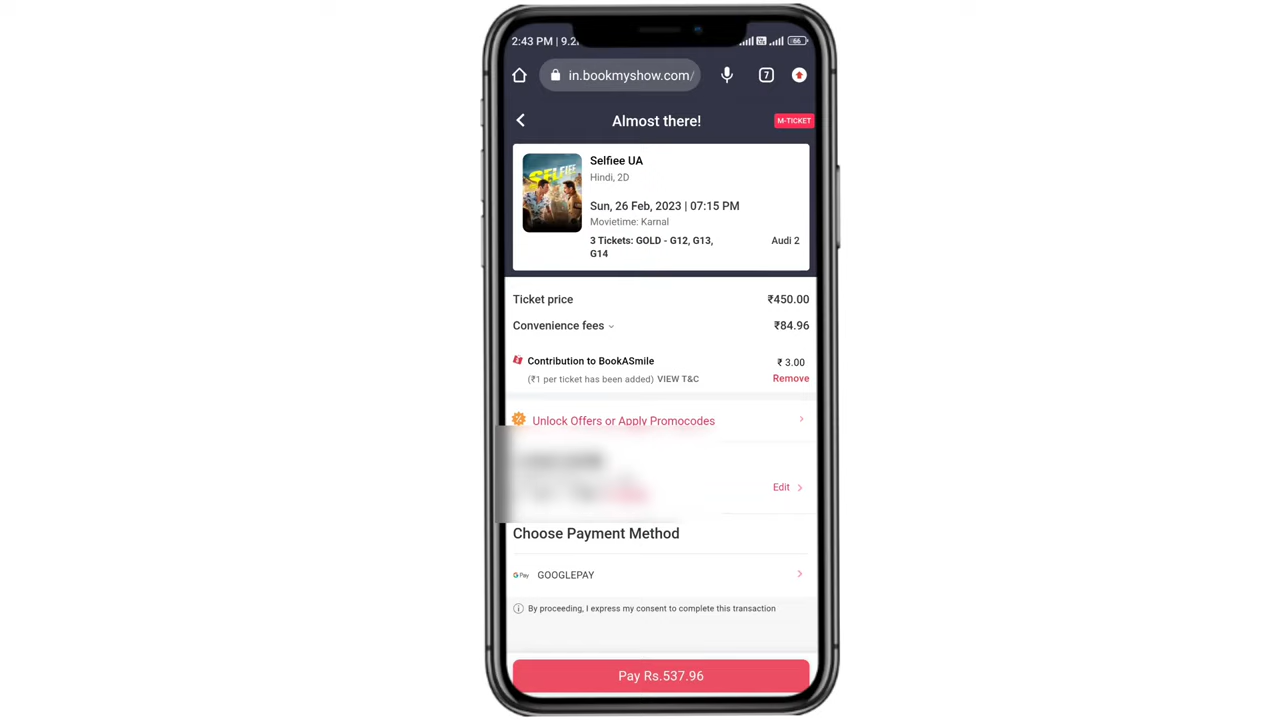 2:43 PM | 9.2
66
in.bookmyshow.com/
7
Almost there!
M-TICKET
SELFIEE
Selfiee UA
Hindi, 2D
Sun, 26 Feb, 2023 | 07:15 PM
Movietime: Karnal
3 Tickets: GOLD - G12, G13,
G14
Audi 2
Ticket price
₹450.00
Convenience fees
₹84.96
Contribution to BookASmile
₹ 3.00
(₹1 per ticket has been added) VIEW T&C
Remove
Unlock Offers or Apply Promocodes
Edit
Choose Payment Method
G Pay GOOGLEPAY
By proceeding, I express my consent to complete this transaction
Pay Rs.537.96